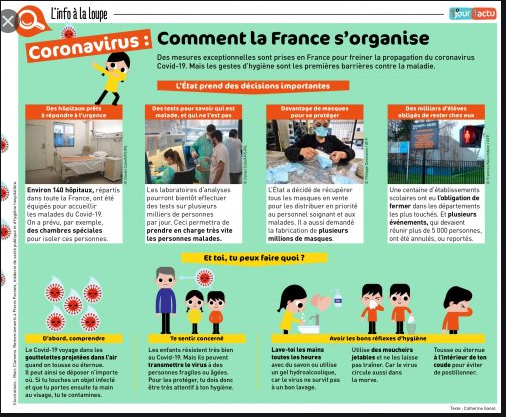 L'info à la loupe
jour actu
Coronavirus :
Comment la France s'organise
Des mesures exceptionnelles sont prises en France pour freiner la propagation du coronavirus
Covid-19. Mais les gestes d'hygiène sont les premières barrières contre la maladie.
L'État prend des décisions importantes
Des hôpitaux prêts
à répondre à l'urgence
Environ 140 hôpitaux, répartis
dans toute la France, ont été
équipés pour accueillir
les malades du Covid-19.
On a prévu, par exemple,
des chambres spéciales
pour isoler ces personnes.
Des tests pour savoir qui est
malade, et qui ne l'est pas
Les laboratoires d'analyses
pourront bientôt effectuer
des tests sur plusieurs
milliers de personnes
par jour. Ceci permettra de
prendre en charge très vite
les personnes malades.
Davantage de masques
pour se protéger
L'État a décidé de récupérer
tous les masques en vente
pour les distribuer en priorité
au personnel soignant et aux
malades. Il a aussi demandé
la fabrication de plusieurs
millions de masques.
Des milliers d'élèves
obligés de rester chez eux
Une centaine d'établissements
scolaires ont eu l'obligation de
fermer dans les départements
les plus touchés. Et plusieurs
événements, qui devaient
réunir plus de 5 000 personnes,
ont été annulés, ou reportés.
Et toi, tu peux faire quoi ?
D'abord, comprendre
Le Covid-19 voyage dans les
gouttelettes projetées dans l'air
quand on tousse ou éternue.
Il peut ainsi se déposer n'importe
où. Si tu touches un objet infecté
et que tu portes ensuite la main
au visage, tu te contamines.
Te sentir concerné
Les enfants résistent très bien
au Covid-19. Mais ils peuvent
transmettre le virus à des
personnes fragiles ou âgées.
Pour les protéger, tu dois donc
être très attentif à ton hygiène.
Avoir les bons réflexes d'hygiène
Lave-toi les mains
toutes les heures
avec du savon ou utilise
un gel hydroalcoolique,
car le virus ne survit pas
à un bon lavage.
Utilise des mouchoirs
jetables et ne les laisse
pas traîner. Car le virus
circule aussi dans
la morve.
Tousse ou éternue
à l'intérieur de ton
coude pour éviter
de postillonner.
Texte : Catherine Ganet